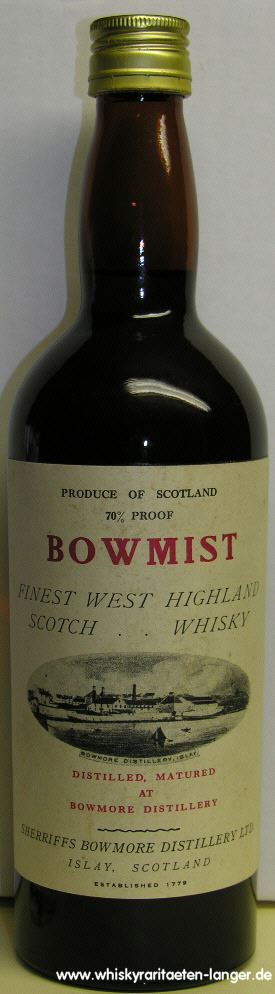 PRODUCE OF SCOTLAND
70% PROOF
BOWMIST
FINEST WEST HIGHLAND
SCOTCH . . WHISKY
BOWMORE DISTILLERY, ISLAY.
DISTILLED, MATURED
AT
BOWMORE DISTILLERY
SHERRIFFS BOWMORE DISTILLERY LTD.
ISLAY, SCOTLAND
ESTABLISHED 1779
www.whiskyraritaeten-langer.de